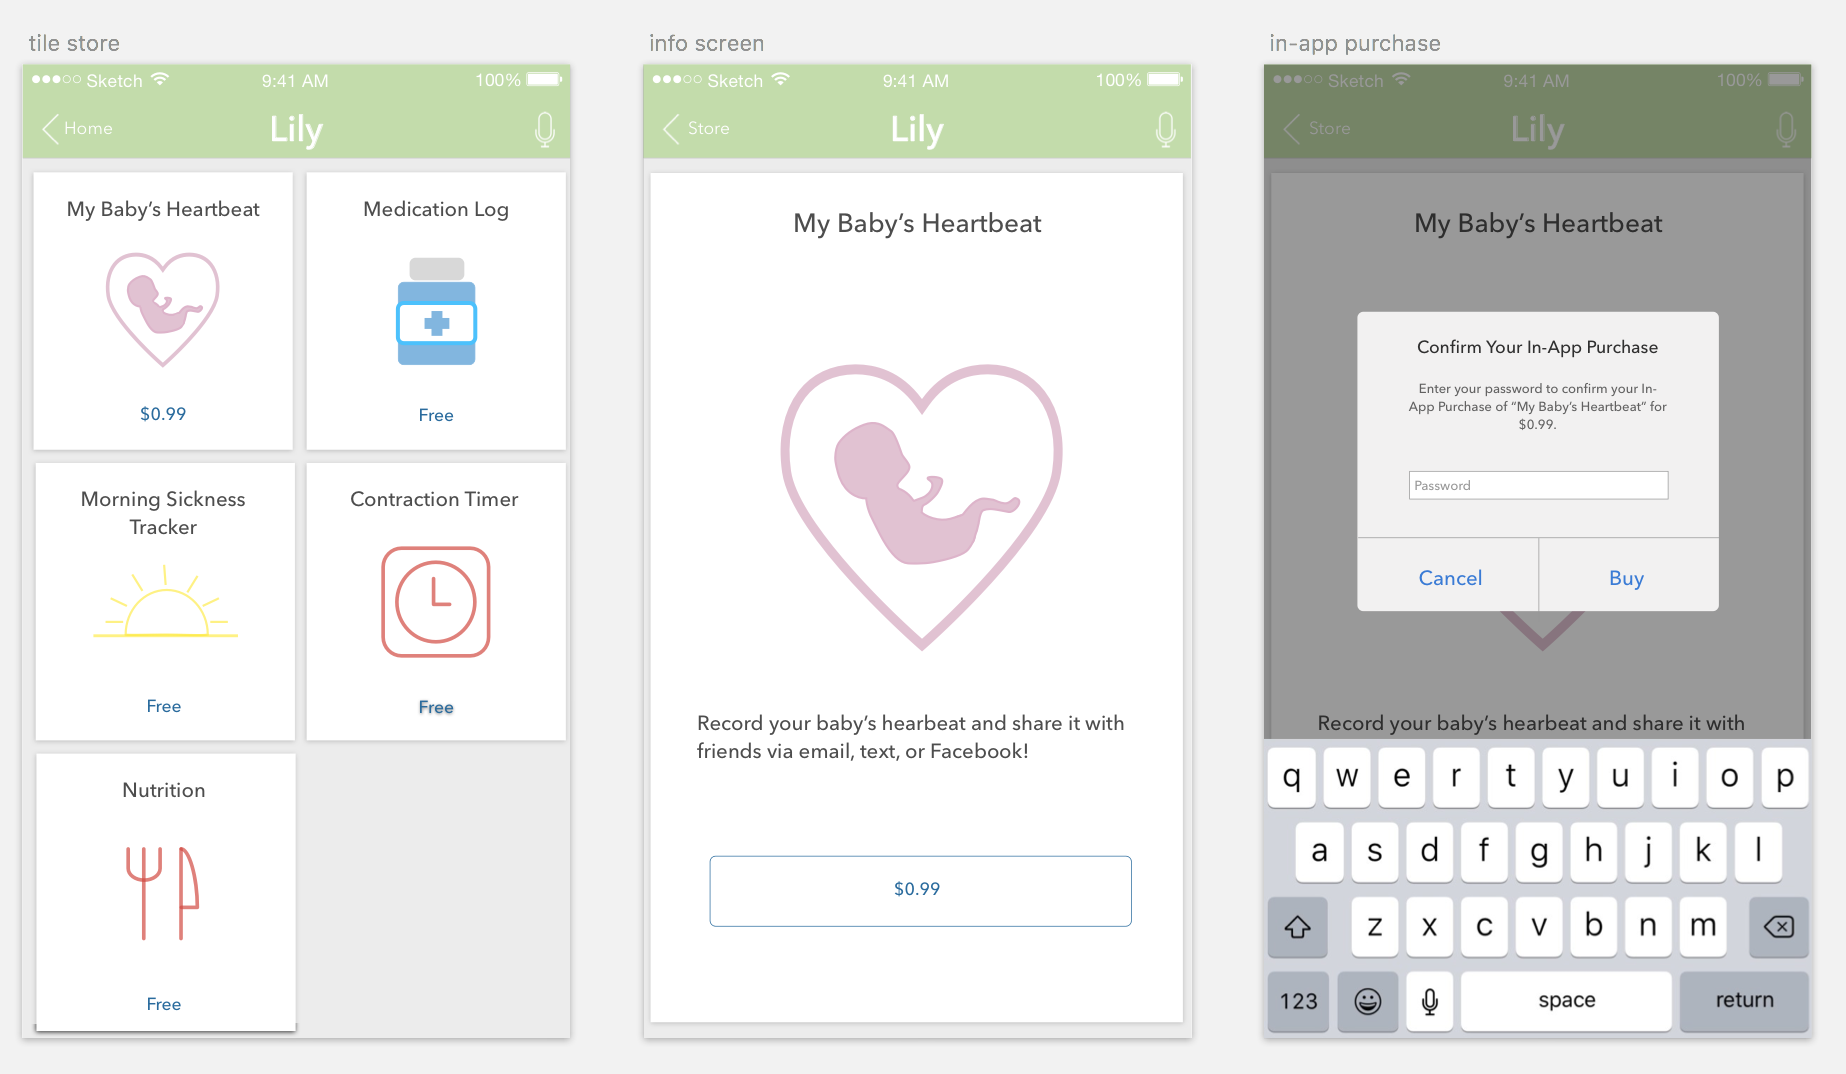 tile store
Sketch 9:41 AM 100%
Home Lily
My Baby's Heartbeat
$0.99
Medication Log
Free
Morning Sickness
Tracker
Free
Contraction Timer
Free
Nutrition
Free
info screen
Sketch 9:41 AM 100%
Store Lily
My Baby's Heartbeat
Record your baby's hearbeat and share it with
friends via email, text, or Facebook!
$0.99
in-app purchase
Sketch 9:41 AM 100%
Store Lily
My Baby's Heartbeat
Confirm Your In-App Purchase
Enter your password to confirm your In-
App Purchase of “My Baby's Heartbeat” for
$0.99.
Password
Cancel Buy
Record your baby's hearbeat and share it with
q w e r t y u i o p
a s d f g h j k l
z x c v b n m
123 space return